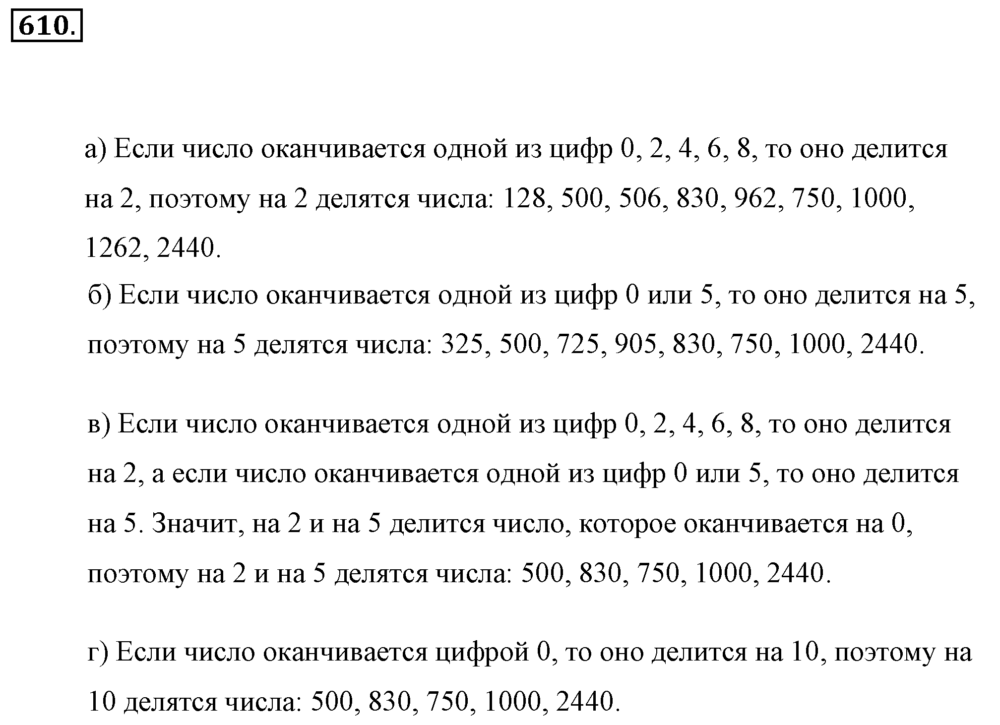 610.
а) Если число оканчивается одной из цифр 0, 2, 4, 6, 8, то оно делится
на 2, поэтому на 2 делятся числа: 128, 500, 506, 830, 962, 750, 1000,
1262, 2440.
б) Если число оканчивается одной из цифр 0 или 5, то оно делится на 5,
поэтому на 5 делятся числа: 325, 500, 725, 905, 830, 750, 1000, 2440.
в) Если число оканчивается одной из цифр 0, 2, 4, 6, 8, то оно делится
на 2, а если число оканчивается одной из цифр 0 или 5, то оно делится
на 5. Значит, на 2 и на 5 делится число, которое оканчивается на 0,
поэтому на 2 и на 5 делятся числа: 500, 830, 750, 1000, 2440.
г) Если число оканчивается цифрой 0, то оно делится на 10, поэтому на
10 делятся числа: 500, 830, 750, 1000, 2440.